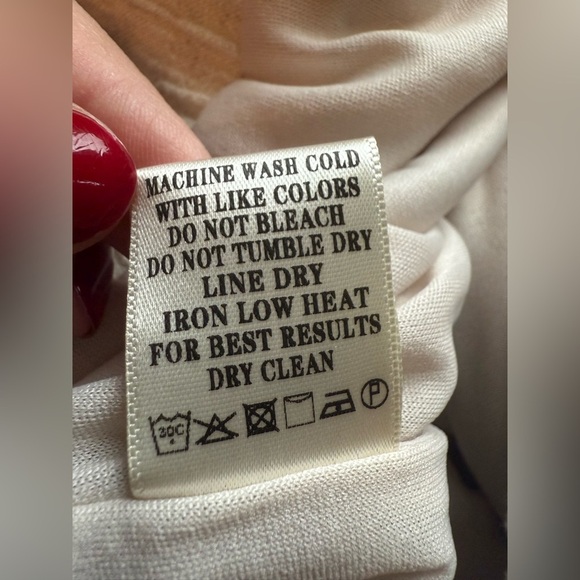 MACHINE WASH COLD
WITH LIKE COLORS
DO NOT BLEACH
DO NOT TUMBLE DRY
LINE DRY
IRON LOW HEAT
FOR BEST RESULTS
DRY CLEAN
30C P